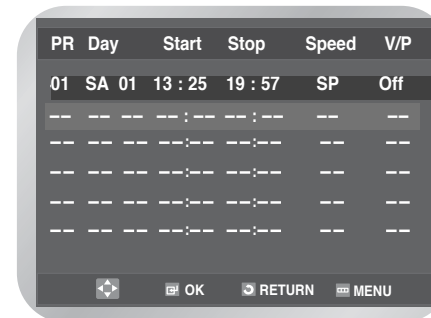 PR Day Start Stop Speed V/P
01 SA 01 13 : 25 19 : 57 SP Off
-- -- -- -- : -- -- : -- -- --
-- -- -- --:-- --:-- -- --
-- -- -- --:-- --:-- -- --
-- -- -- --:-- --:-- -- --
-- -- -- --:-- --:-- -- --
OK RETURN MENU